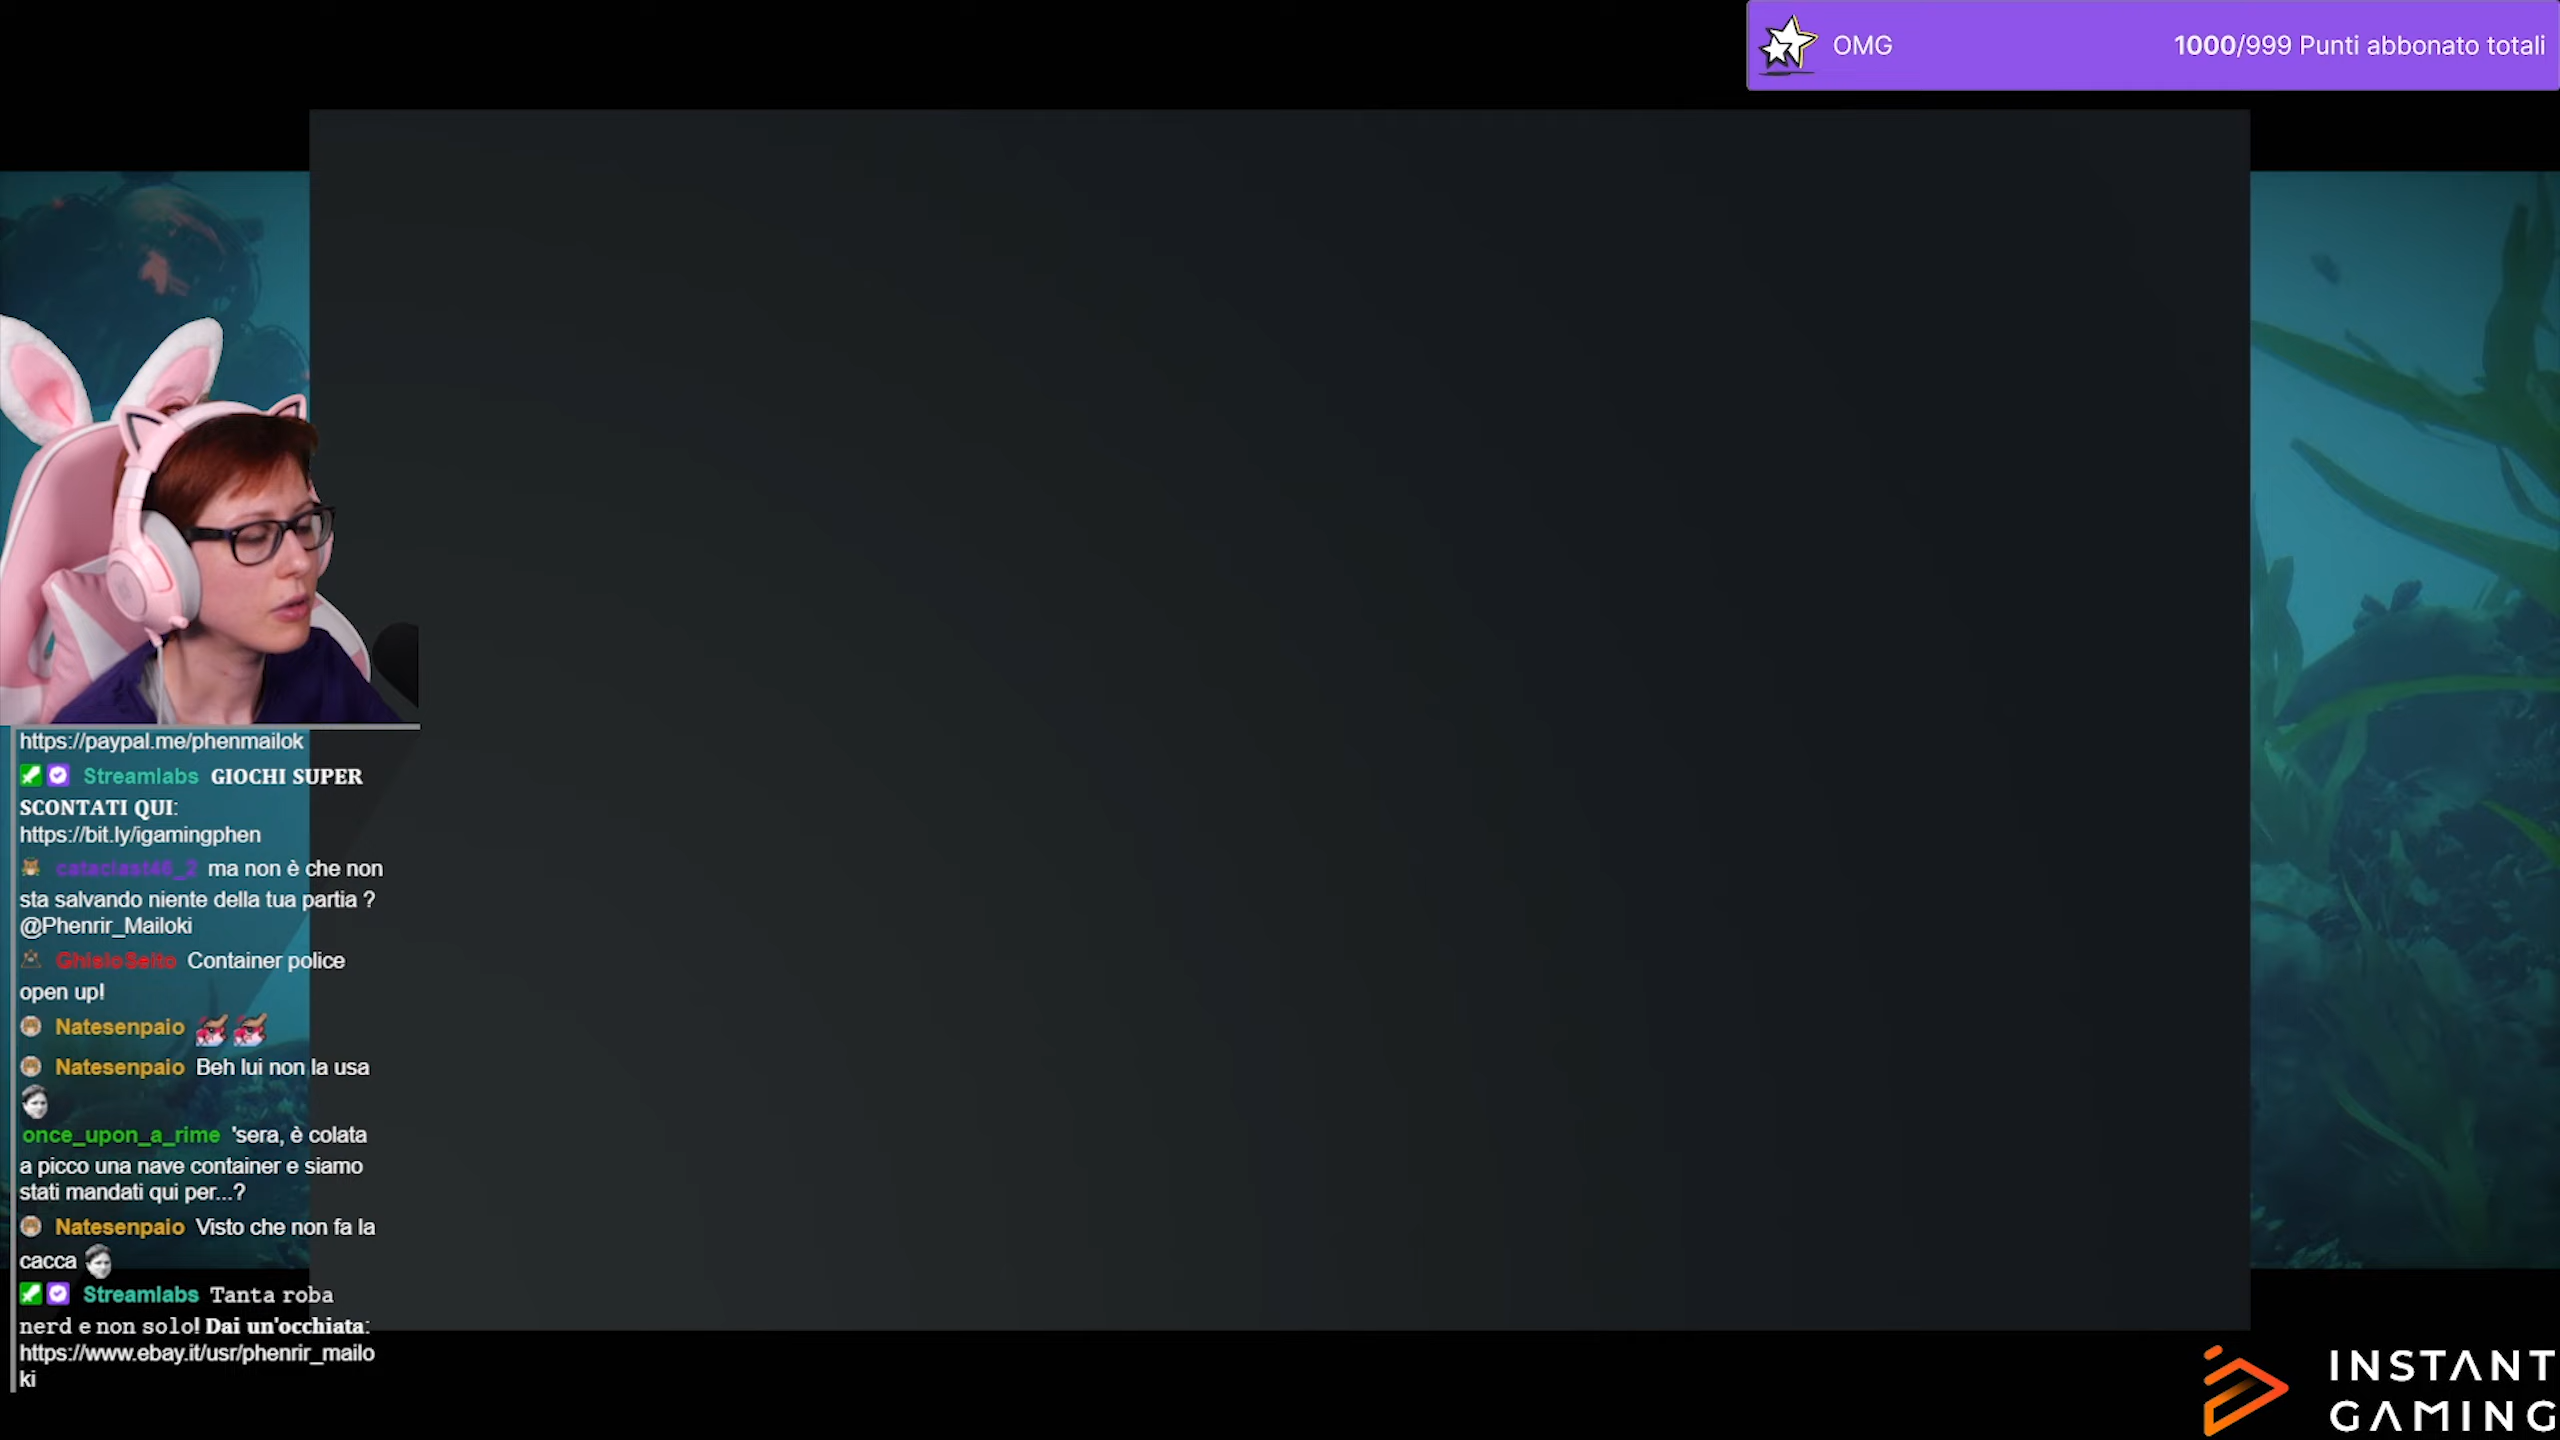 OMG 1000/999 Punti abbonato totali
https://paypal.me/phenmailok
Streamlabs GIOCHI SUPER
SCONTATI QUI:
https://bit.ly/igamingphen
cataclast46_2 ma non è che non
sta salvando niente della tua partia ?
@Phenrir_Mailoki
GhisloSeito Container police
open up!
Natesenpaio
Natesenpaio Beh lui non la usa
once_upon_a_rime 'sera, è colata
a picco una nave container e siamo
stati mandati qui per...?
Natesenpaio Visto che non fa la
cacca
Streamlabs Tanta roba
nerd e non solo! Dai un'occhiata:
https://www.ebay.it/usr/phenrir_mailo
ki
INSTANT
GAMING